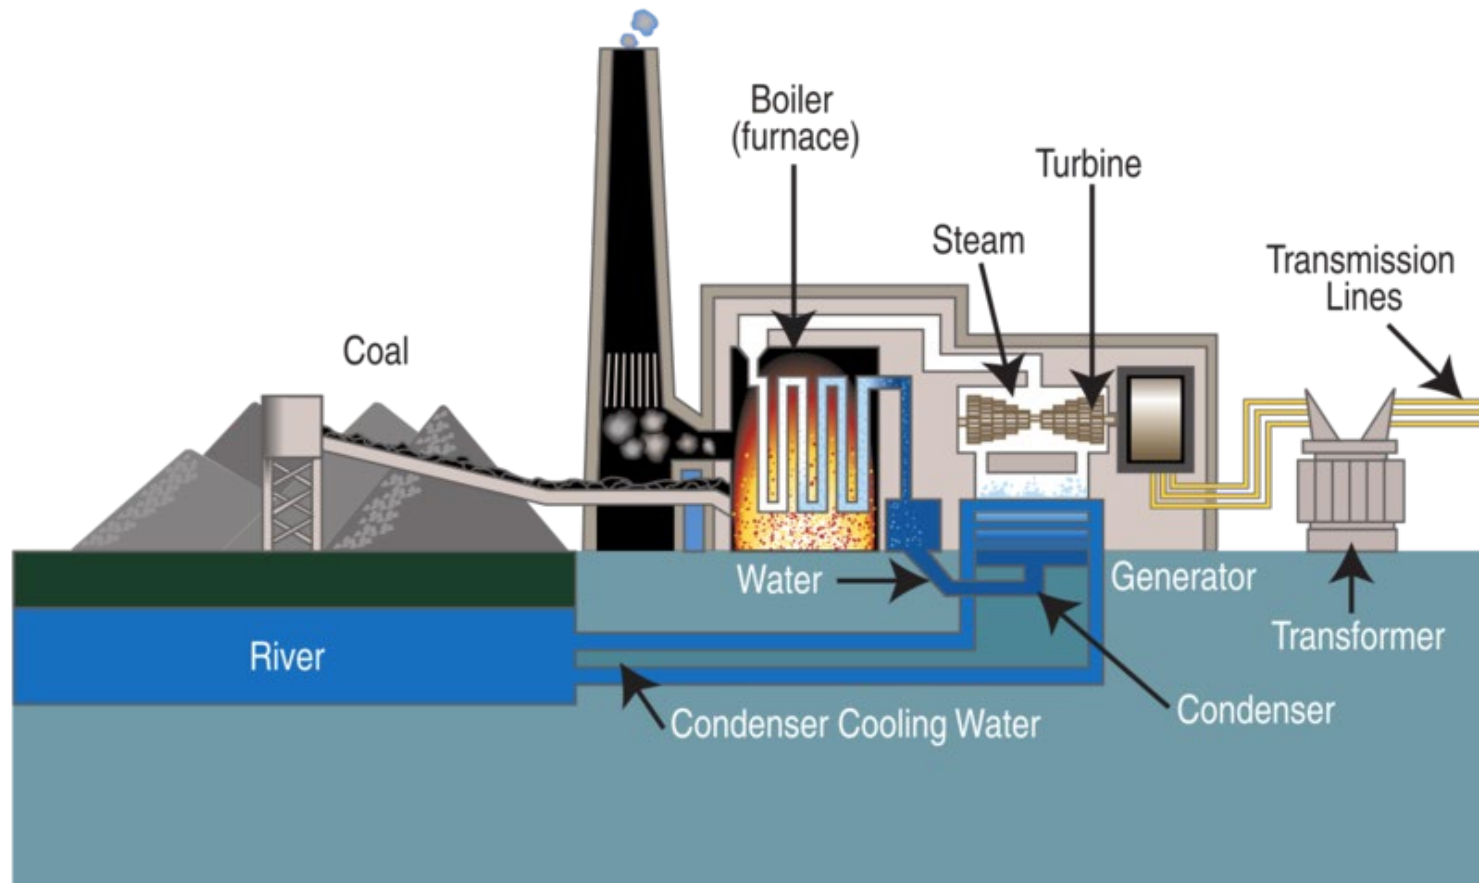 Boiler
(furnace)
Turbine
Steam
Transmission
Lines
Coal
Water
Generator
River
Transformer
Condenser
Condenser Cooling Water